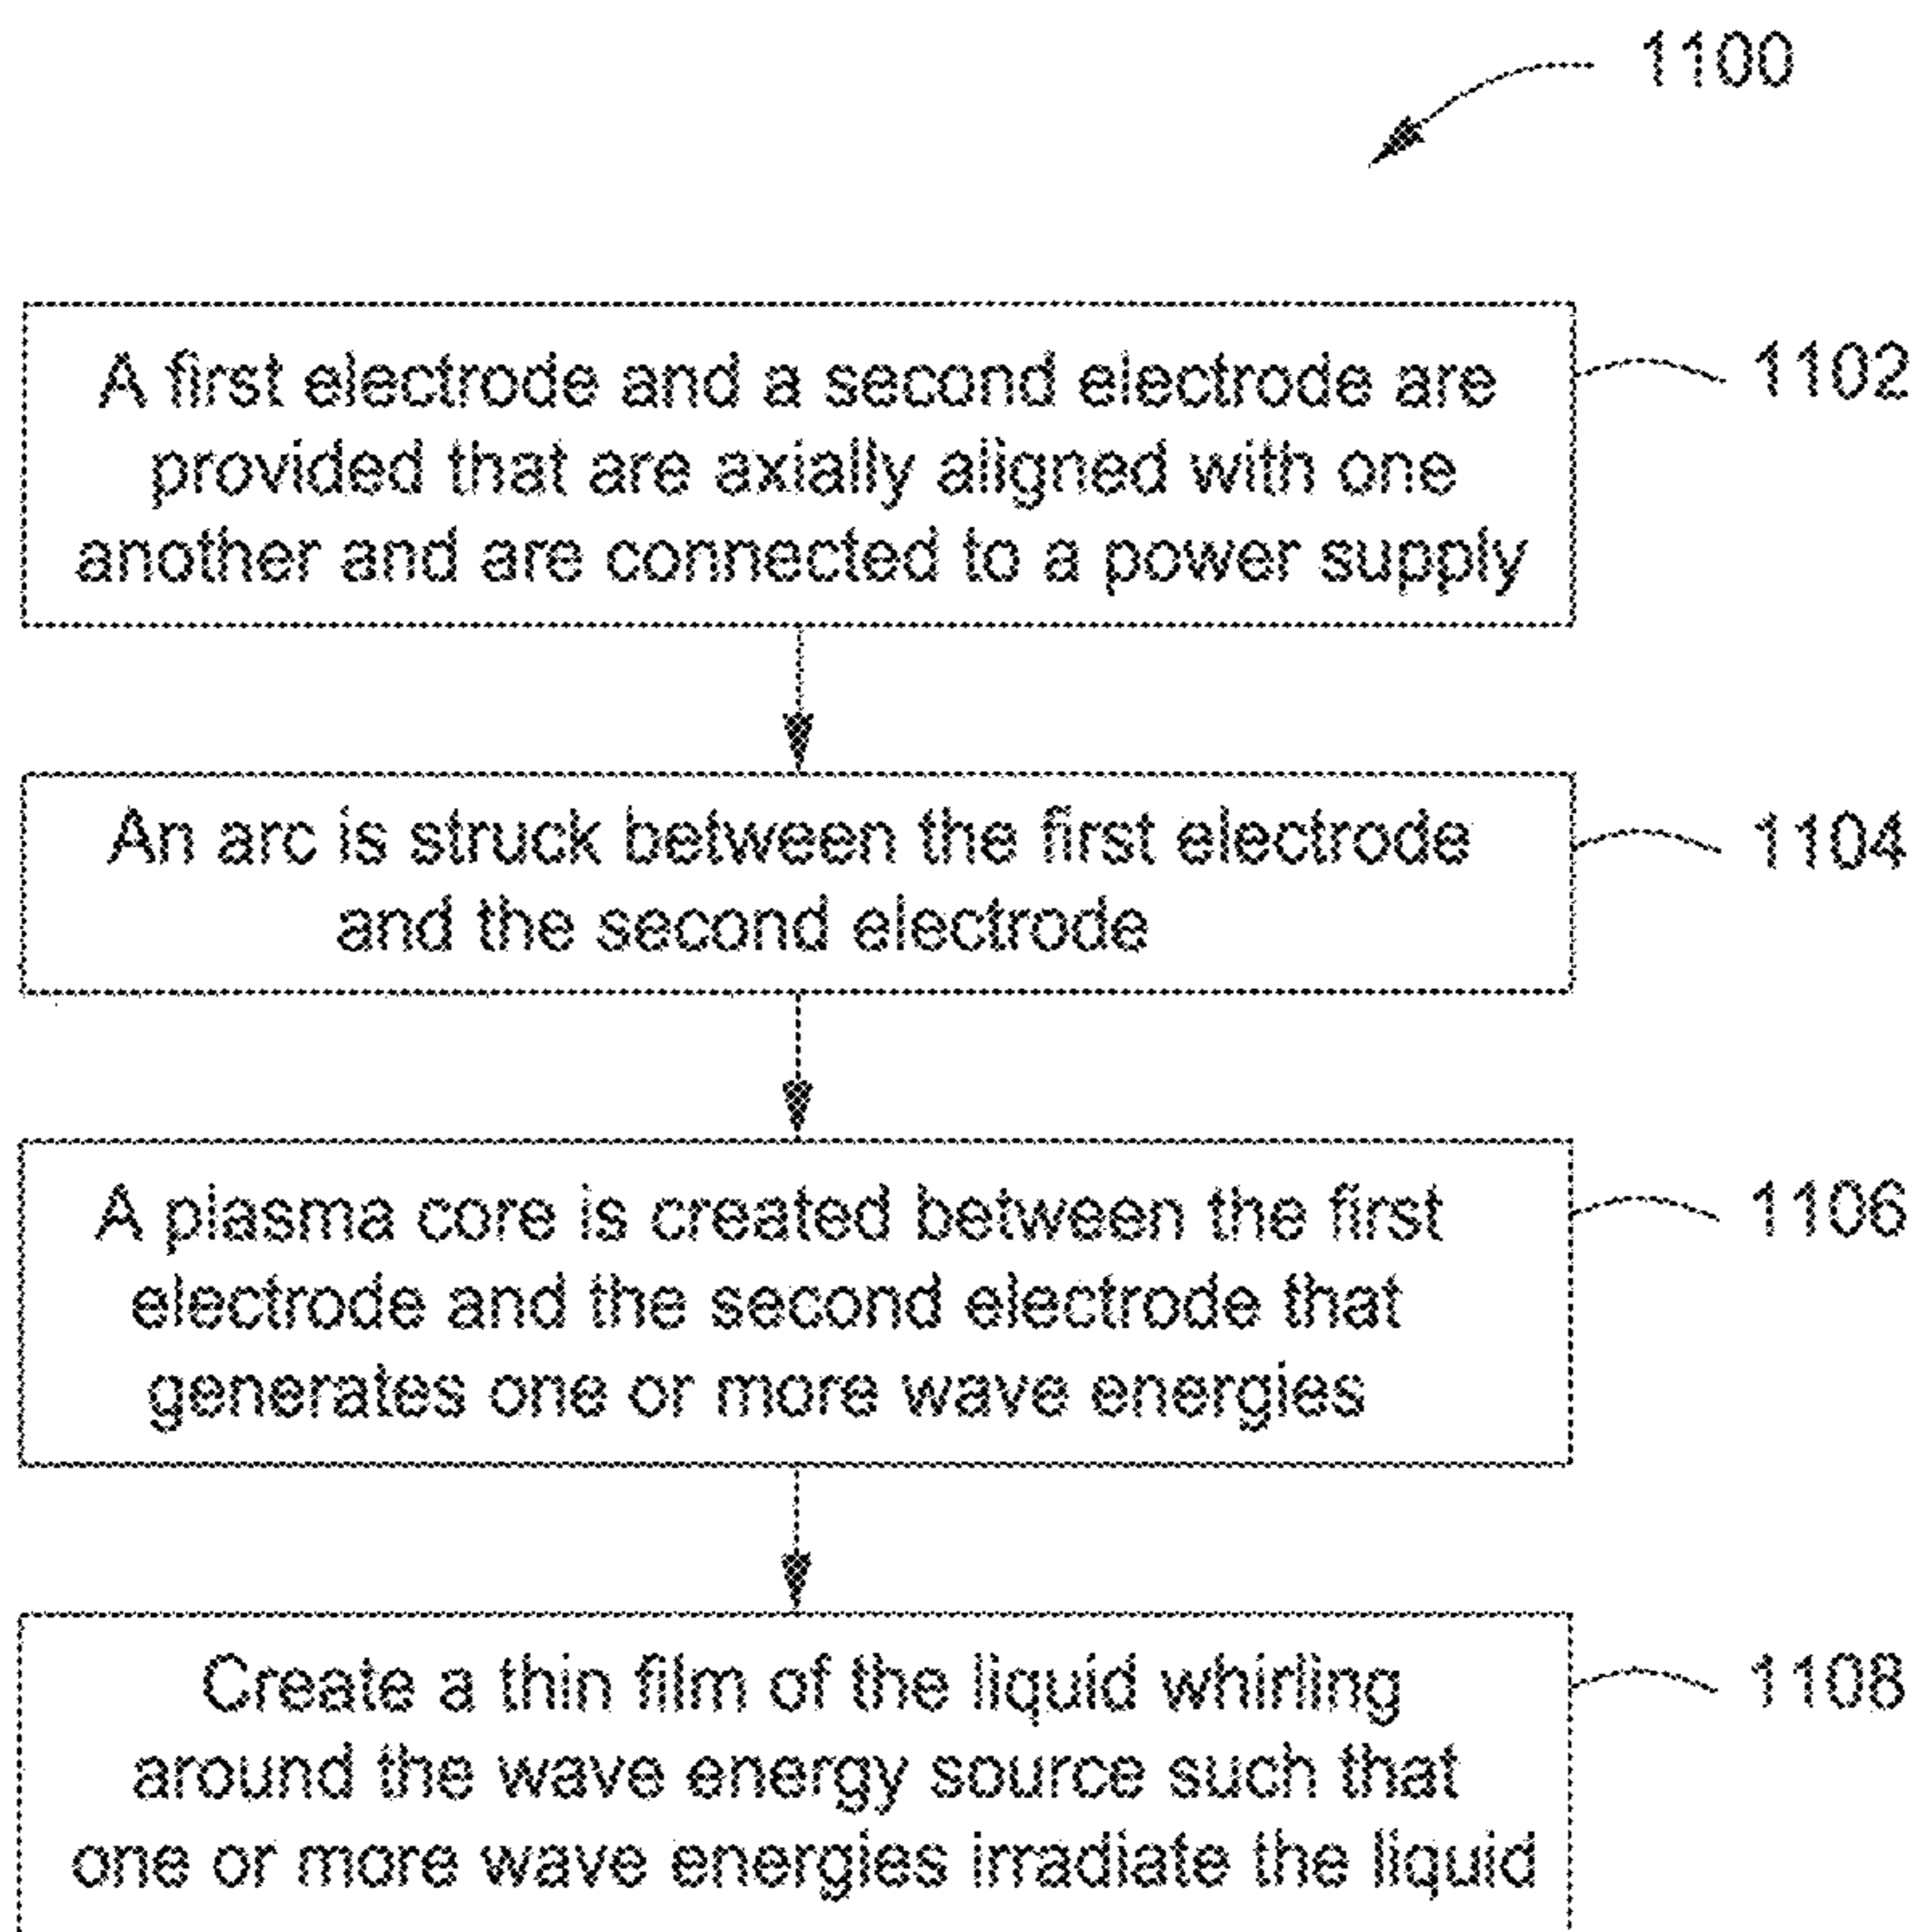 1100
A first electrode and a second electrode are
provided that are axially aligned with one
another and are connected to a power supply
1102
An arc is struck between the first electrode
and the second electrode
1104
A plasma core is created between the first
electrode and the second electrode that
generates one or more wave energies
1106
Create a thin film of the liquid whirling
around the wave energy source such that
one or more wave energies irradiate the liquid
1108